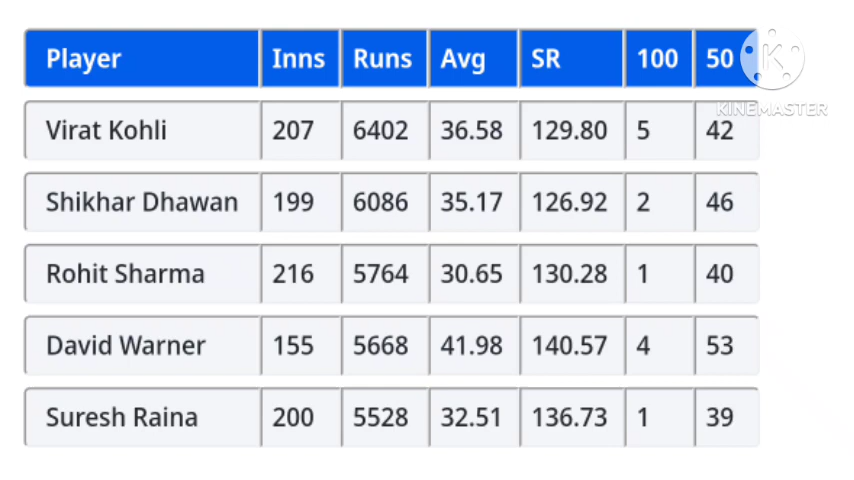 Player Inns Runs Avg SR 100 50
KINEMASTER
Virat Kohli 207 6402 36.58 129.80 5 42
Shikhar Dhawan 199 6086 35.17 126.92 2 46
Rohit Sharma 216 5764 30.65 130.28 1 40
David Warner 155 5668 41.98 140.57 4 53
Suresh Raina 200 5528 32.51 136.73 1 39